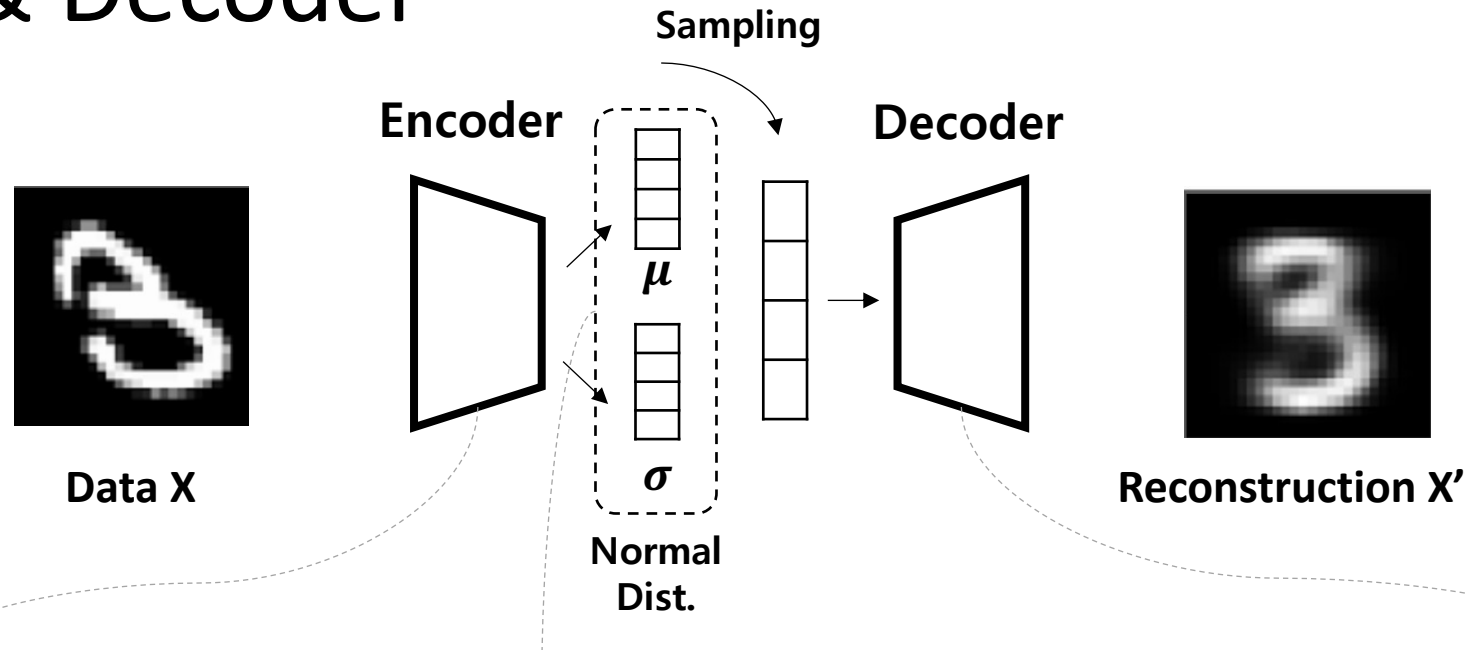 & Decoder
Sampling
Encoder
Decoder
μ
σ
Data X
Reconstruction X’
Normal
Dist.